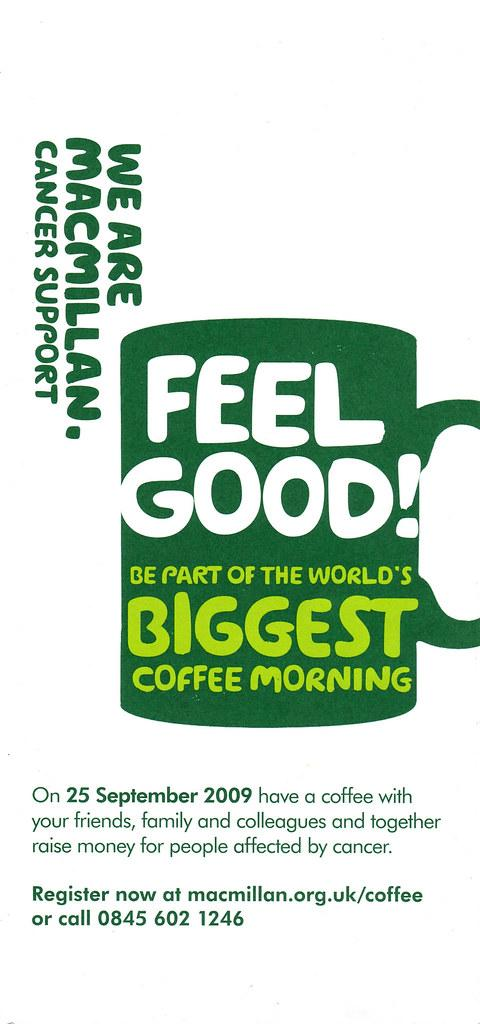 WE ARE
MACMILLAN.
CANCER SUPPORT
FEEL
GOOD!
BE PART OF THE WORLD'S
BIGGEST
COFFEE MORNING
On 25 September 2009 have a coffee with
your friends, family and colleagues and together
raise money for people affected by cancer.
Register now at macmillan.org.uk/coffee
or call 0845 602 1246